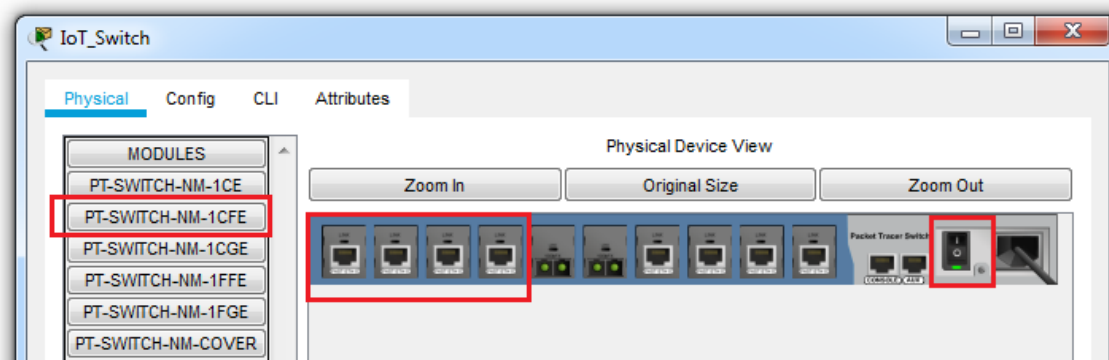 IoT_Switch
Physical Config CLI Attributes
MODULES
PT-SWITCH-NM-1CE
PT-SWITCH-NM-1CFE
PT-SWITCH-NM-1CGE
PT-SWITCH-NM-1FFE
PT-SWITCH-NM-1FGE
PT-SWITCH-NM-COVER
Physical Device View
Zoom In Original Size Zoom Out
Packet Tracer Switch
CONSOLE AUX